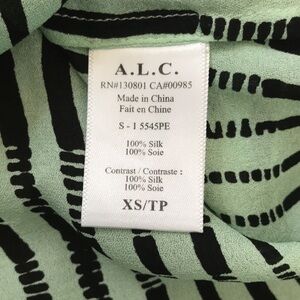 A.L.C.
RN#130801 CA#00985
Made in China
Fait en Chine
S - I 5545PE
100% Silk
100% Soie
Contrast / Contraste :
100% Silk
100% Soie
XS/TP